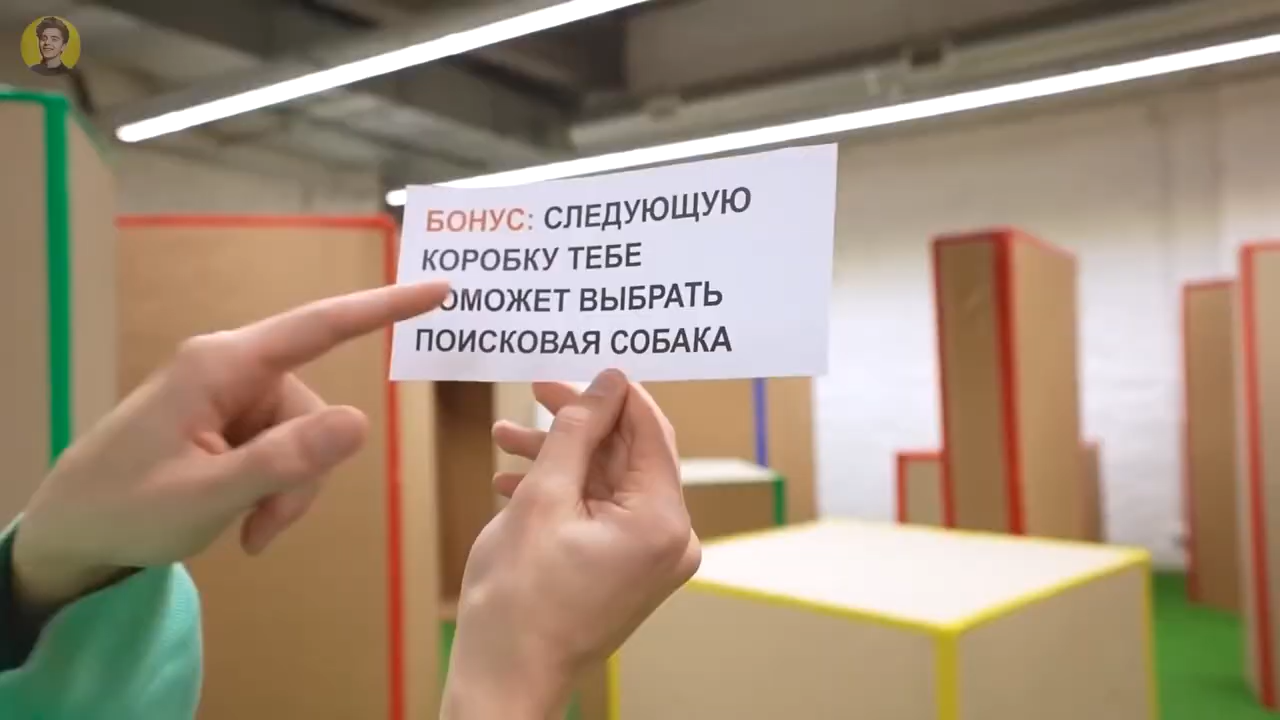 БОНУС: СЛЕДУЮЩУЮ
КОРОБКУ ТЕБЕ
ПОМОЖЕТ ВЫБРАТЬ
ПОИСКОВАЯ СОБАКА